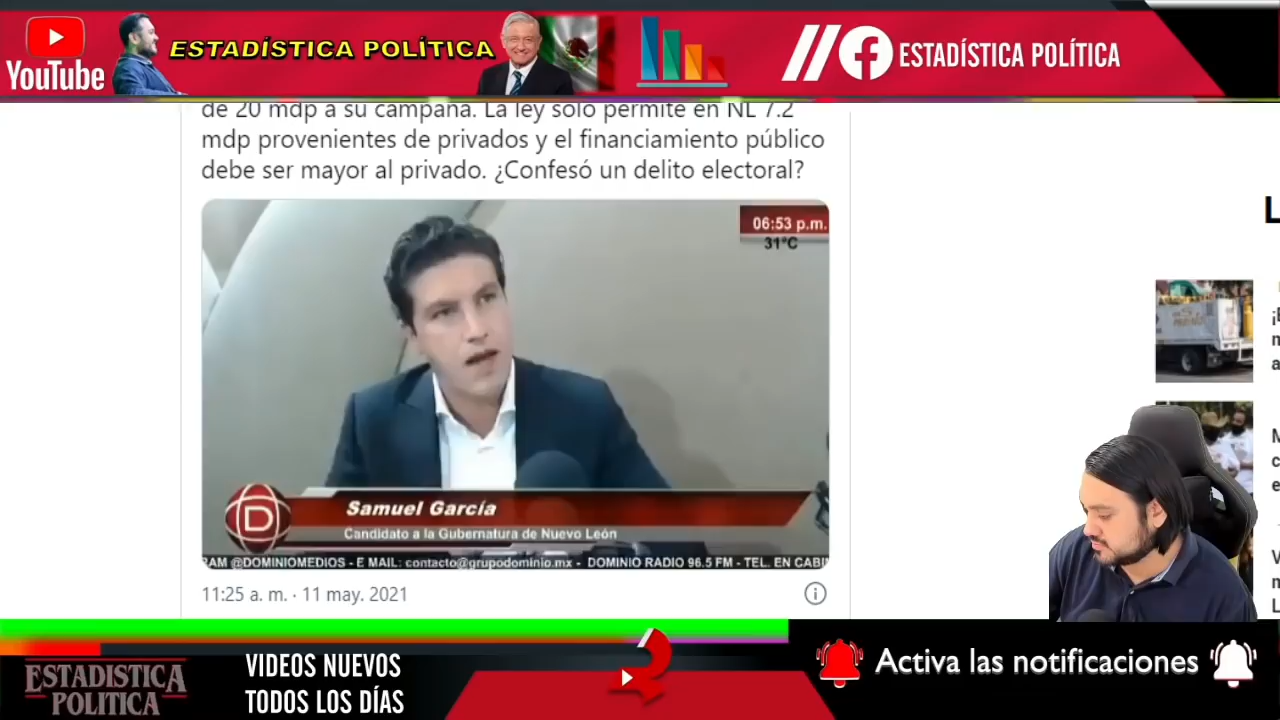 YouTube
ESTADÍSTICA POLÍTICA
ESTADÍSTICA POLÍTICA
de 20 mdp a su campaña. La ley solo permite en NL 7.2
mdp provenientes de privados y el financiamiento público
debe ser mayor al privado. ¿Confesó un delito electoral?
06:53 p.m.
31°C
Samuel García
Candidato a la Gubernatura de Nuevo León
RAM @DOMINIOMEDIOS - E MAIL: contacto@grupodominio.mx - DOMINIO RADIO 96.5 FM - TEL. EN CABI
11:25 a. m. · 11 may. 2021
ESTADISTICA
POLÍTICA
VIDEOS NUEVOS
TODOS LOS DÍAS
Activa las notificaciones